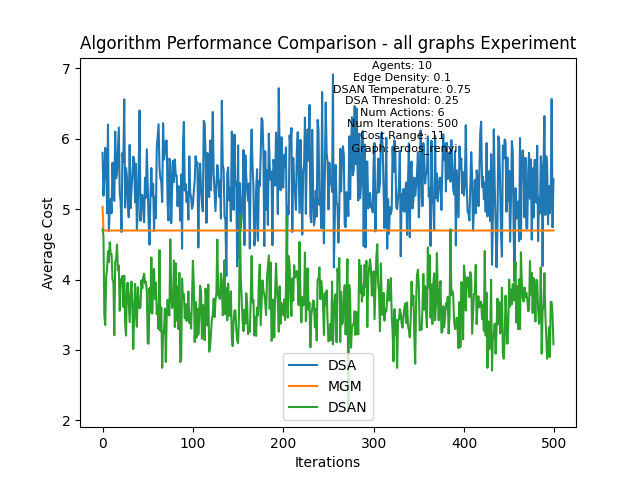 Algorithm Performance Comparison - all graphs Experiment
Agents: 10
Edge Density: 0.1
DSAN Temperature: 0.75
DSA Threshold: 0.25
Num Actions: 6
Num Iterations: 500
Cost Range: 11
Graph: erdos_renyi
Average Cost
7
6
5
4
3
2
DSA
MGM
DSAN
0
100
200
300
400
500
Iterations